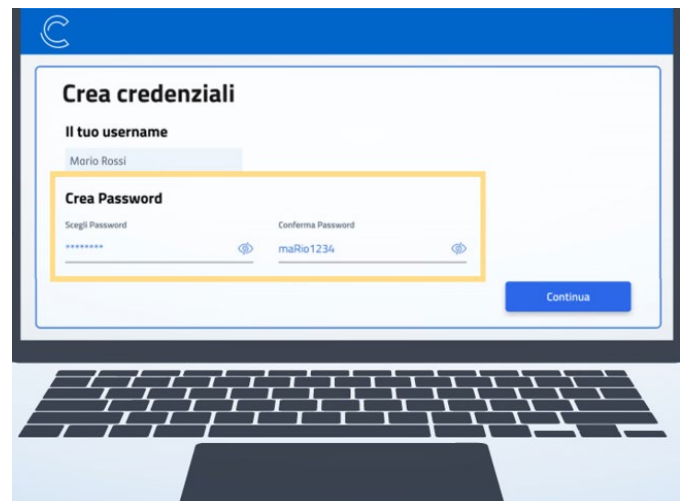 Crea credenziali
Il tuo username
Mario Rossi
Crea Password
Scegli Password Conferma Password
******** maRio1234
Continua